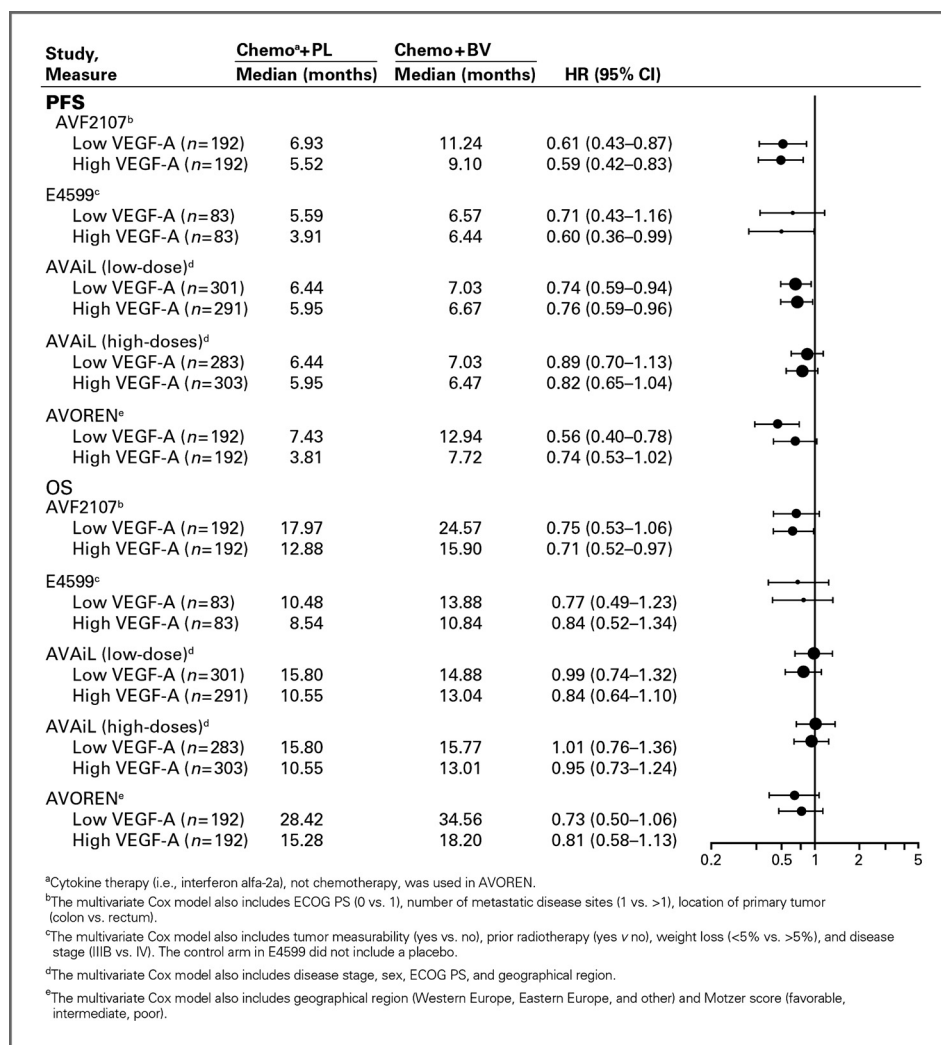 Study, Measure Chemoᵃ+PL Median (months) Chemo+BV Median (months) HR (95% CI)
PFS
AVF2107ᵇ
Low VEGF-A (n=192) 6.93 11.24 0.61 (0.43–0.87)
High VEGF-A (n=192) 5.52 9.10 0.59 (0.42–0.83)
E4599ᶜ
Low VEGF-A (n=83) 5.59 6.57 0.71 (0.43–1.16)
High VEGF-A (n=83) 3.91 6.44 0.60 (0.36–0.99)
AVAiL (low-dose)ᵈ
Low VEGF-A (n=301) 6.44 7.03 0.74 (0.59–0.94)
High VEGF-A (n=291) 5.95 6.67 0.76 (0.59–0.96)
AVAiL (high-doses)ᵈ
Low VEGF-A (n=283) 6.44 7.03 0.89 (0.70–1.13)
High VEGF-A (n=303) 5.95 6.47 0.82 (0.65–1.04)
AVORENᵉ
Low VEGF-A (n=192) 7.43 12.94 0.56 (0.40–0.78)
High VEGF-A (n=192) 3.81 7.72 0.74 (0.53–1.02)
OS
AVF2107ᵇ
Low VEGF-A (n=192) 17.97 24.57 0.75 (0.53–1.06)
High VEGF-A (n=192) 12.88 15.90 0.71 (0.52–0.97)
E4599ᶜ
Low VEGF-A (n=83) 10.48 13.88 0.77 (0.49–1.23)
High VEGF-A (n=83) 8.54 10.84 0.84 (0.52–1.34)
AVAiL (low-dose)ᵈ
Low VEGF-A (n=301) 15.80 14.88 0.99 (0.74–1.32)
High VEGF-A (n=291) 10.55 13.04 0.84 (0.64–1.10)
AVAiL (high-doses)ᵈ
Low VEGF-A (n=283) 15.80 15.77 1.01 (0.76–1.36)
High VEGF-A (n=303) 10.55 13.01 0.95 (0.73–1.24)
AVORENᵉ
Low VEGF-A (n=192) 28.42 34.56 0.73 (0.50–1.06)
High VEGF-A (n=192) 15.28 18.20 0.81 (0.58–1.13)
0.2 0.5 1 2 5
ᵃCytokine therapy (i.e., interferon alfa-2a), not chemotherapy, was used in AVOREN.
ᵇThe multivariate Cox model also includes ECOG PS (0 vs. 1), number of metastatic disease sites (1 vs. >1), location of primary tumor
(colon vs. rectum).
ᶜThe multivariate Cox model also includes tumor measurability (yes vs. no), prior radiotherapy (yes v no), weight loss (<5% vs. >5%), and disease
stage (IIIB vs. IV). The control arm in E4599 did not include a placebo.
ᵈThe multivariate Cox model also includes disease stage, sex, ECOG PS, and geographical region.
ᵉThe multivariate Cox model also includes geographical region (Western Europe, Eastern Europe, and other) and Motzer score (favorable,
intermediate, poor).